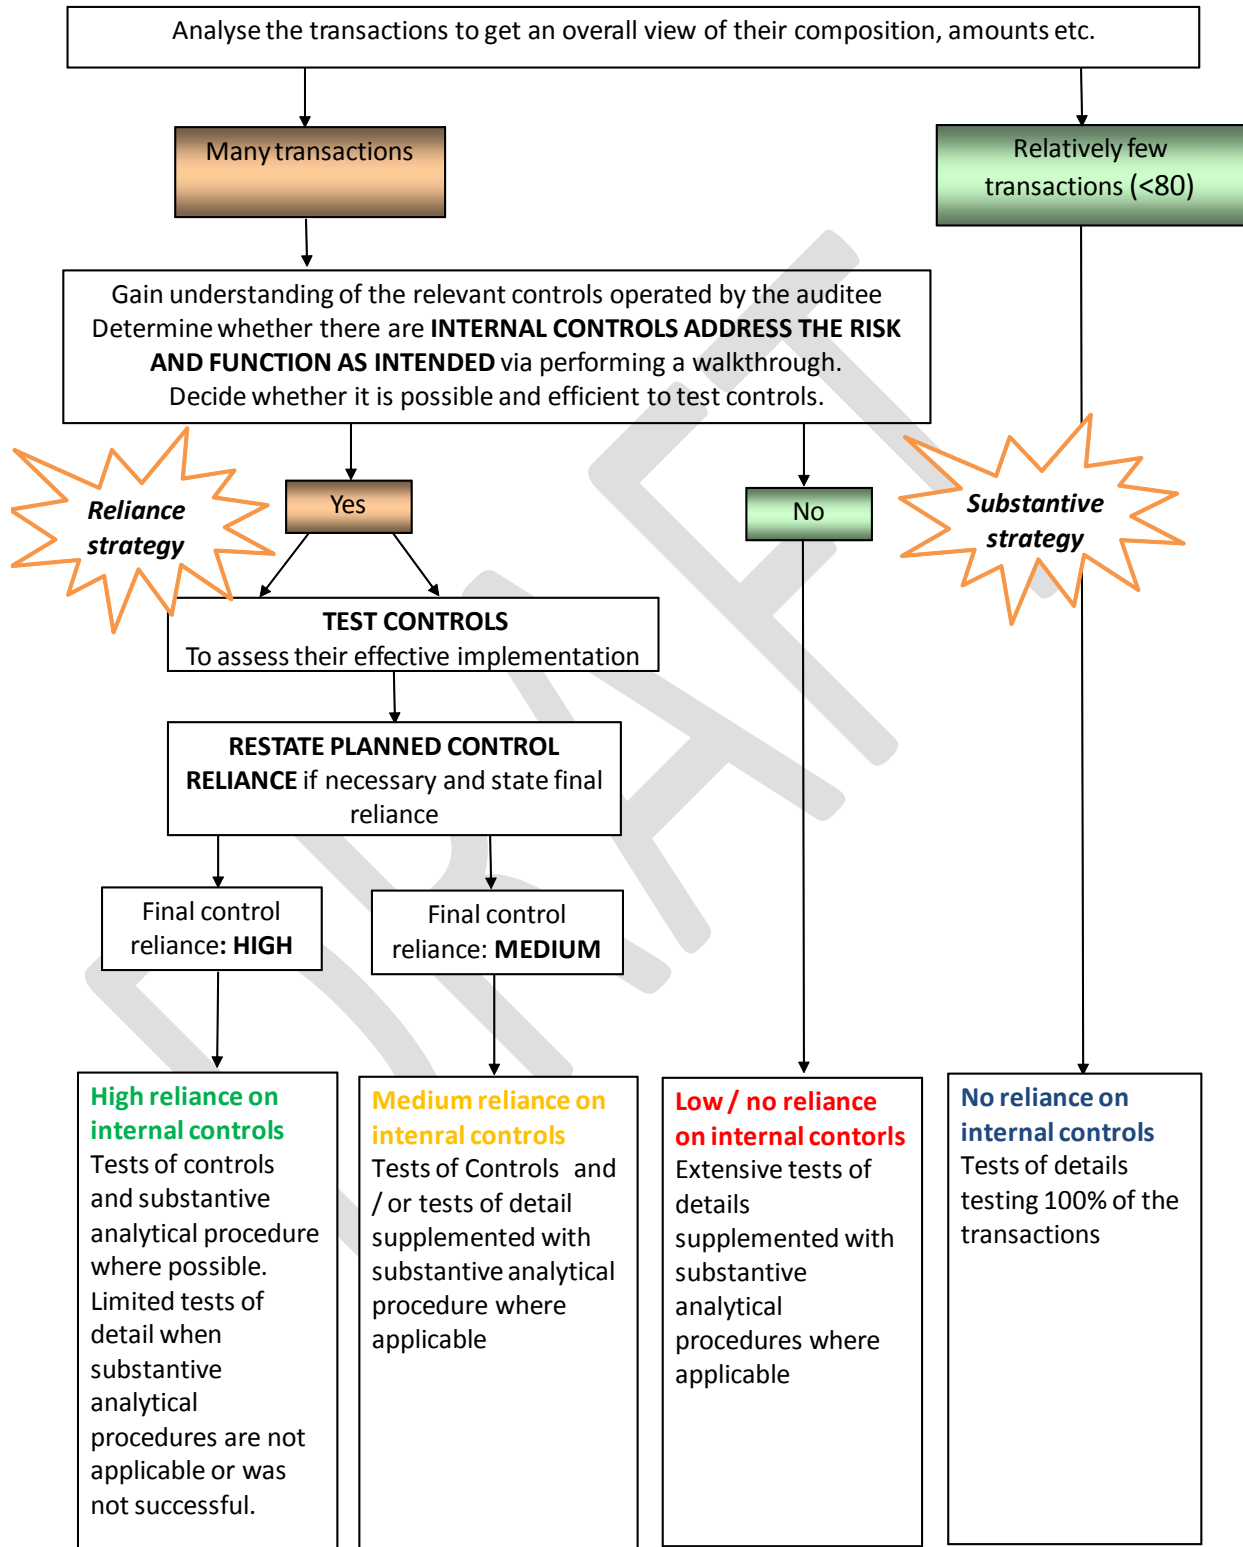 Analyse the transactions to get an overall view of their composition, amounts etc.
Many transactions
Relatively few
transactions (<80)
Gain understanding of the relevant controls operated by the auditee
Determine whether there are INTERNAL CONTROLS ADDRESS THE RISK
AND FUNCTION AS INTENDED via performing a walkthrough.
Decide whether it is possible and efficient to test controls.
Reliance
strategy
Yes
No
Substantive
strategy
TEST CONTROLS
To assess their effective implementation
RESTATE PLANNED CONTROL
RELIANCE if necessary and state final
reliance
Final control
reliance: HIGH
Final control
reliance: MEDIUM
High reliance on
internal controls
Tests of controls
and substantive
analytical procedure
where possible.
Limited tests of
detail when
substantive
analytical
procedures are not
applicable or was
not successful.
Medium reliance on
intenral controls
Tests of Controls and
/ or tests of detail
supplemented with
substantive analytical
procedure where
applicable
Low / no reliance
on internal contorls
Extensive tests of
details
supplemented with
substantive
analytical
procedures where
applicable
No reliance on
internal controls
Tests of details
testing 100% of the
transactions
DRAFT